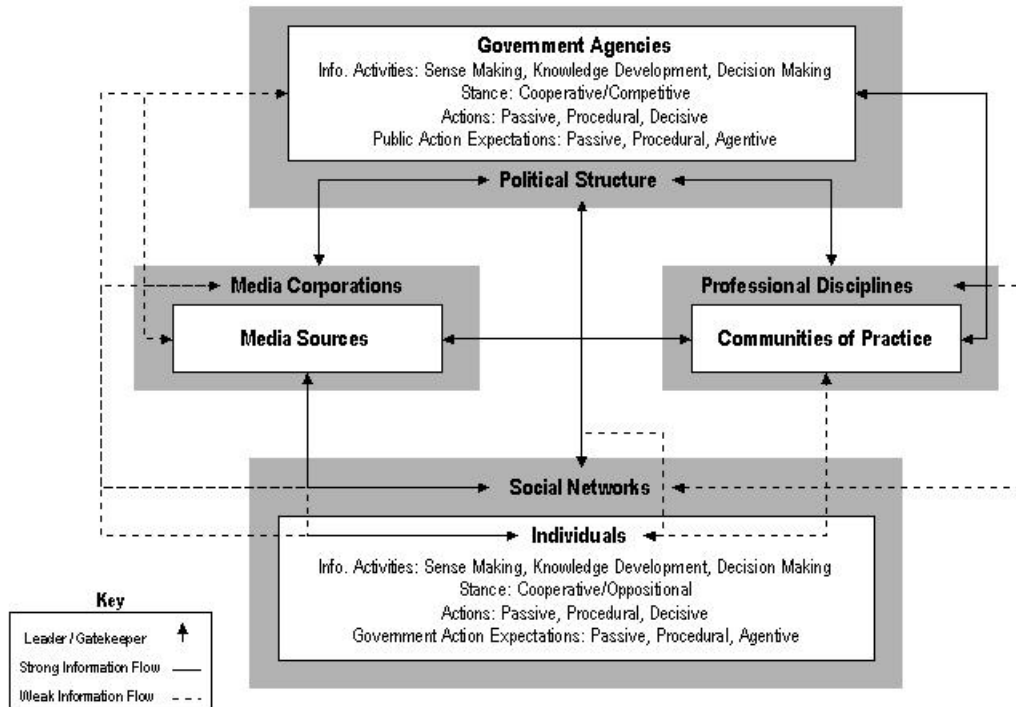 Government Agencies
Info. Activities: Sense Making, Knowledge Development, Decision Making
Stance: Cooperative/Competitive
Actions: Passive, Procedural, Decisive
Public Action Expectations: Passive, Procedural, Agentive
Political Structure
Media Corporations
Media Sources
Professional Disciplines
Communities of Practice
Social Networks
Individuals
Info. Activities: Sense Making, Knowledge Development, Decision Making
Stance: Cooperative/Oppositional
Actions: Passive, Procedural, Decisive
Government Action Expectations: Passive, Procedural, Agentive
Key
Leader / Gatekeeper
Strong Information Flow
Weak Information Flow